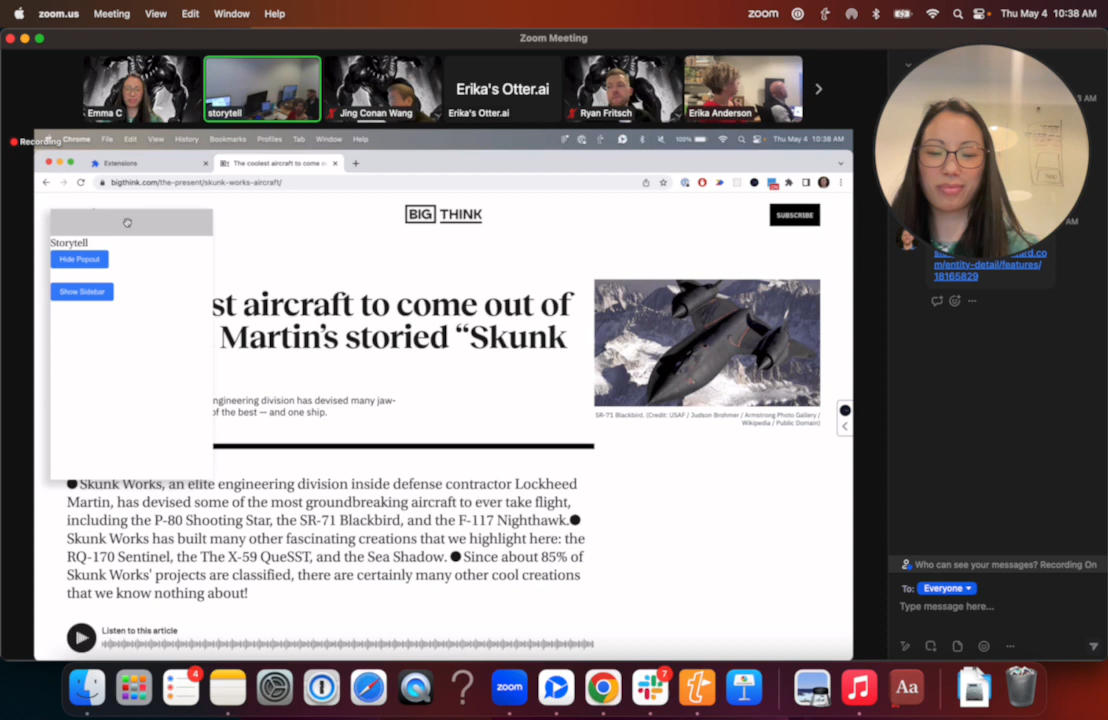 zoom.us Meeting View Edit Window Help
zoom Thu May 4 10:38 AM
Zoom Meeting
Emma C
storytell
Jing Conan Wang
Erika's Otter.ai
Erika's Otter.ai
Ryan Fritsch
Erika Anderson
Recording
Chrome File Edit View History Bookmarks Profiles Tab Window Help
100% Thu May 4 10:38 AM
Extensions
The coolest aircraft to come o
bigthink.com/the-present/skunk-works-aircraft/
BIG THINK
SUBSCRIBE
Storytell
Hide Popout
Show Sidebar
st aircraft to come out of
Martin's storied “Skunk
ngineering division has devised many jaw-
of the best — and one ship.
SR-71 Blackbird. (Credit: USAF / Judson Brohmer / Armstrong Photo Gallery /
Wikipedia / Public Domain)
Skunk Works, an elite engineering division inside defense contractor Lockheed
Martin, has devised some of the most groundbreaking aircraft to ever take flight,
including the P-80 Shooting Star, the SR-71 Blackbird, and the F-117 Nighthawk.
Skunk Works has built many other fascinating creations that we highlight here: the
RQ-170 Sentinel, the The X-59 QueSST, and the Sea Shadow. Since about 85% of
Skunk Works' projects are classified, there are certainly many other cool creations
that we know nothing about!
Listen to this article
3 AM
AM
rd.co
m/entity-detail/features/
18165829
Who can see your messages? Recording On
To: Everyone
Type message here...
4
zoom
7
Aa